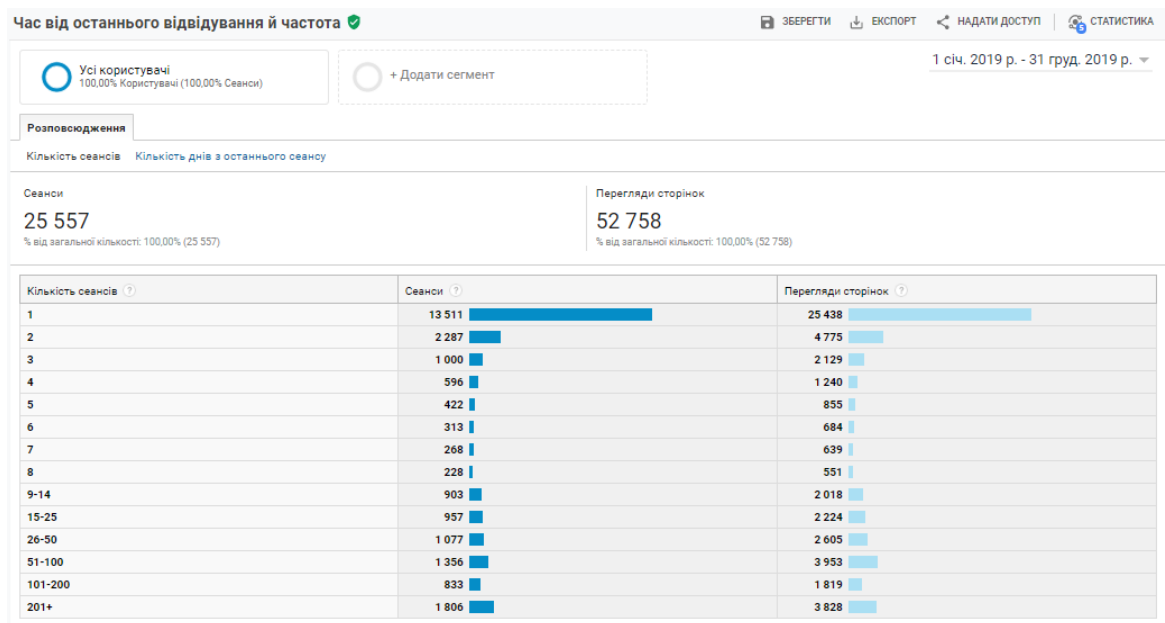 Час від останнього відвідування й частота
ЗБЕРЕГТИ ЕКСПОРТ НАДАТИ ДОСТУП 5 СТАТИСТИКА
Усі користувачі
100,00% Користувачі (100,00% Сеанси)
+ Додати сегмент
1 січ. 2019 р. - 31 груд. 2019 р.
Розповсюдження
Кількість сеансів Кількість днів з останнього сеансу
Сеанси Перегляди сторінок
25 557 52 758
% від загальної кількості: 100,00% (25 557) % від загальної кількості: 100,00% (52 758)
Кількість сеансів ? Сеанси ? Перегляди сторінок ?
1 13 511 25 438
2 2 287 4 775
3 1 000 2 129
4 596 1 240
5 422 855
6 313 684
7 268 639
8 228 551
9-14 903 2 018
15-25 957 2 224
26-50 1 077 2 605
51-100 1 356 3 953
101-200 833 1 819
201+ 1 806 3 828